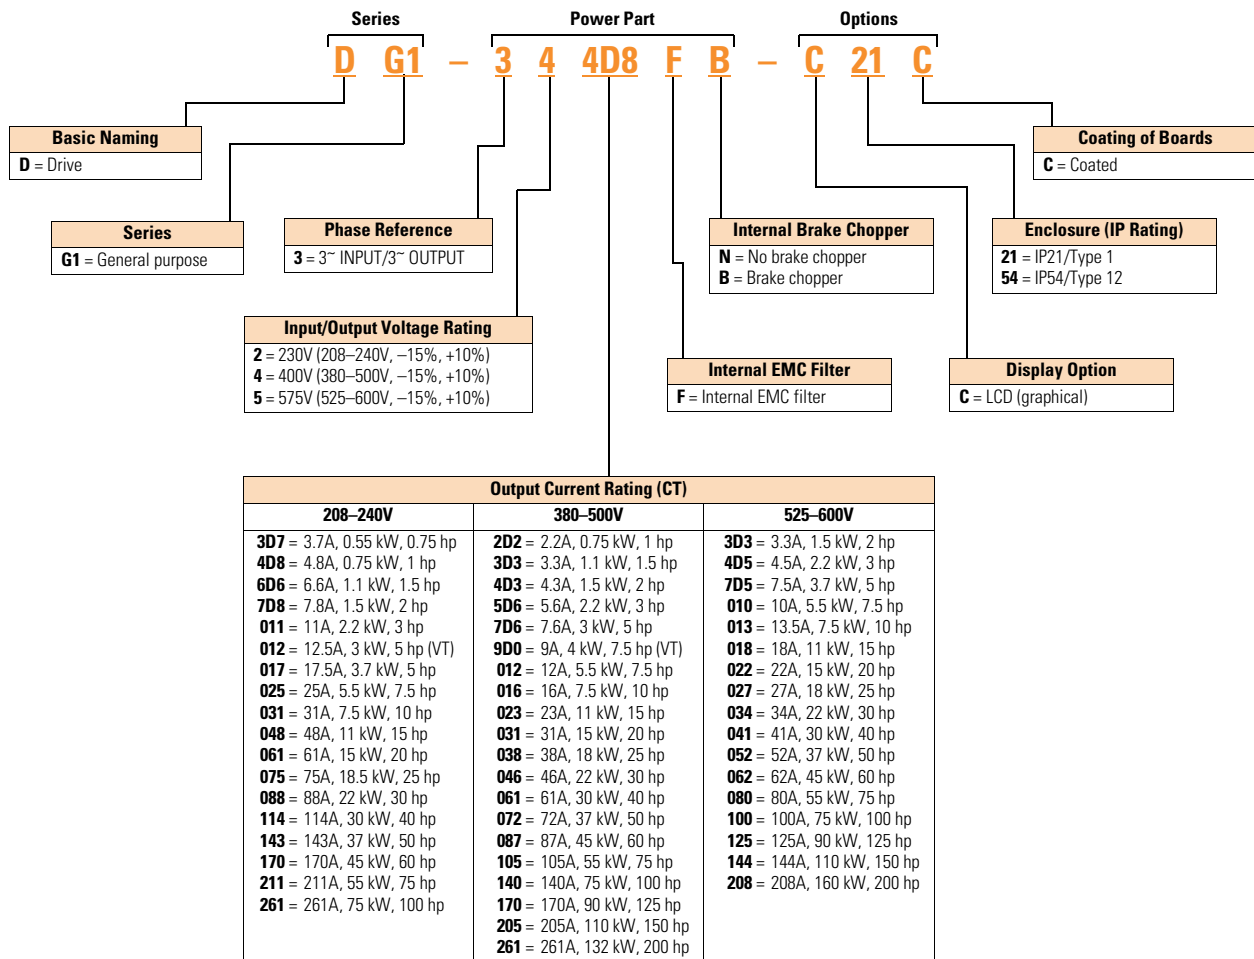 Series Power Part Options
D G1 – 3 4 4D8 F B – C 21 C
Basic Naming
D = Drive
Coating of Boards
C = Coated
Series
G1 = General purpose
Phase Reference
3 = 3~ INPUT/3~ OUTPUT
Internal Brake Chopper
N = No brake chopper
B = Brake chopper
Enclosure (IP Rating)
21 = IP21/Type 1
54 = IP54/Type 12
Input/Output Voltage Rating
2 = 230V (208–240V, –15%, +10%)
4 = 400V (380–500V, –15%, +10%)
5 = 575V (525–600V, –15%, +10%)
Internal EMC Filter
F = Internal EMC filter
Display Option
C = LCD (graphical)
Output Current Rating (CT)
208–240V
3D7 = 3.7A, 0.55 kW, 0.75 hp
4D8 = 4.8A, 0.75 kW, 1 hp
6D6 = 6.6A, 1.1 kW, 1.5 hp
7D8 = 7.8A, 1.5 kW, 2 hp
011 = 11A, 2.2 kW, 3 hp
012 = 12.5A, 3 kW, 5 hp (VT)
017 = 17.5A, 3.7 kW, 5 hp
025 = 25A, 5.5 kW, 7.5 hp
031 = 31A, 7.5 kW, 10 hp
048 = 48A, 11 kW, 15 hp
061 = 61A, 15 kW, 20 hp
075 = 75A, 18.5 kW, 25 hp
088 = 88A, 22 kW, 30 hp
114 = 114A, 30 kW, 40 hp
143 = 143A, 37 kW, 50 hp
170 = 170A, 45 kW, 60 hp
211 = 211A, 55 kW, 75 hp
261 = 261A, 75 kW, 100 hp
380–500V
2D2 = 2.2A, 0.75 kW, 1 hp
3D3 = 3.3A, 1.1 kW, 1.5 hp
4D3 = 4.3A, 1.5 kW, 2 hp
5D6 = 5.6A, 2.2 kW, 3 hp
7D6 = 7.6A, 3 kW, 5 hp
9D0 = 9A, 4 kW, 7.5 hp (VT)
012 = 12A, 5.5 kW, 7.5 hp
016 = 16A, 7.5 kW, 10 hp
023 = 23A, 11 kW, 15 hp
031 = 31A, 15 kW, 20 hp
038 = 38A, 18 kW, 25 hp
046 = 46A, 22 kW, 30 hp
061 = 61A, 30 kW, 40 hp
072 = 72A, 37 kW, 50 hp
087 = 87A, 45 kW, 60 hp
105 = 105A, 55 kW, 75 hp
140 = 140A, 75 kW, 100 hp
170 = 170A, 90 kW, 125 hp
205 = 205A, 110 kW, 150 hp
261 = 261A, 132 kW, 200 hp
525–600V
3D3 = 3.3A, 1.5 kW, 2 hp
4D5 = 4.5A, 2.2 kW, 3 hp
7D5 = 7.5A, 3.7 kW, 5 hp
010 = 10A, 5.5 kW, 7.5 hp
013 = 13.5A, 7.5 kW, 10 hp
018 = 18A, 11 kW, 15 hp
022 = 22A, 15 kW, 20 hp
027 = 27A, 18 kW, 25 hp
034 = 34A, 22 kW, 30 hp
041 = 41A, 30 kW, 40 hp
052 = 52A, 37 kW, 50 hp
062 = 62A, 45 kW, 60 hp
080 = 80A, 55 kW, 75 hp
100 = 100A, 75 kW, 100 hp
125 = 125A, 90 kW, 125 hp
144 = 144A, 110 kW, 150 hp
208 = 208A, 160 kW, 200 hp